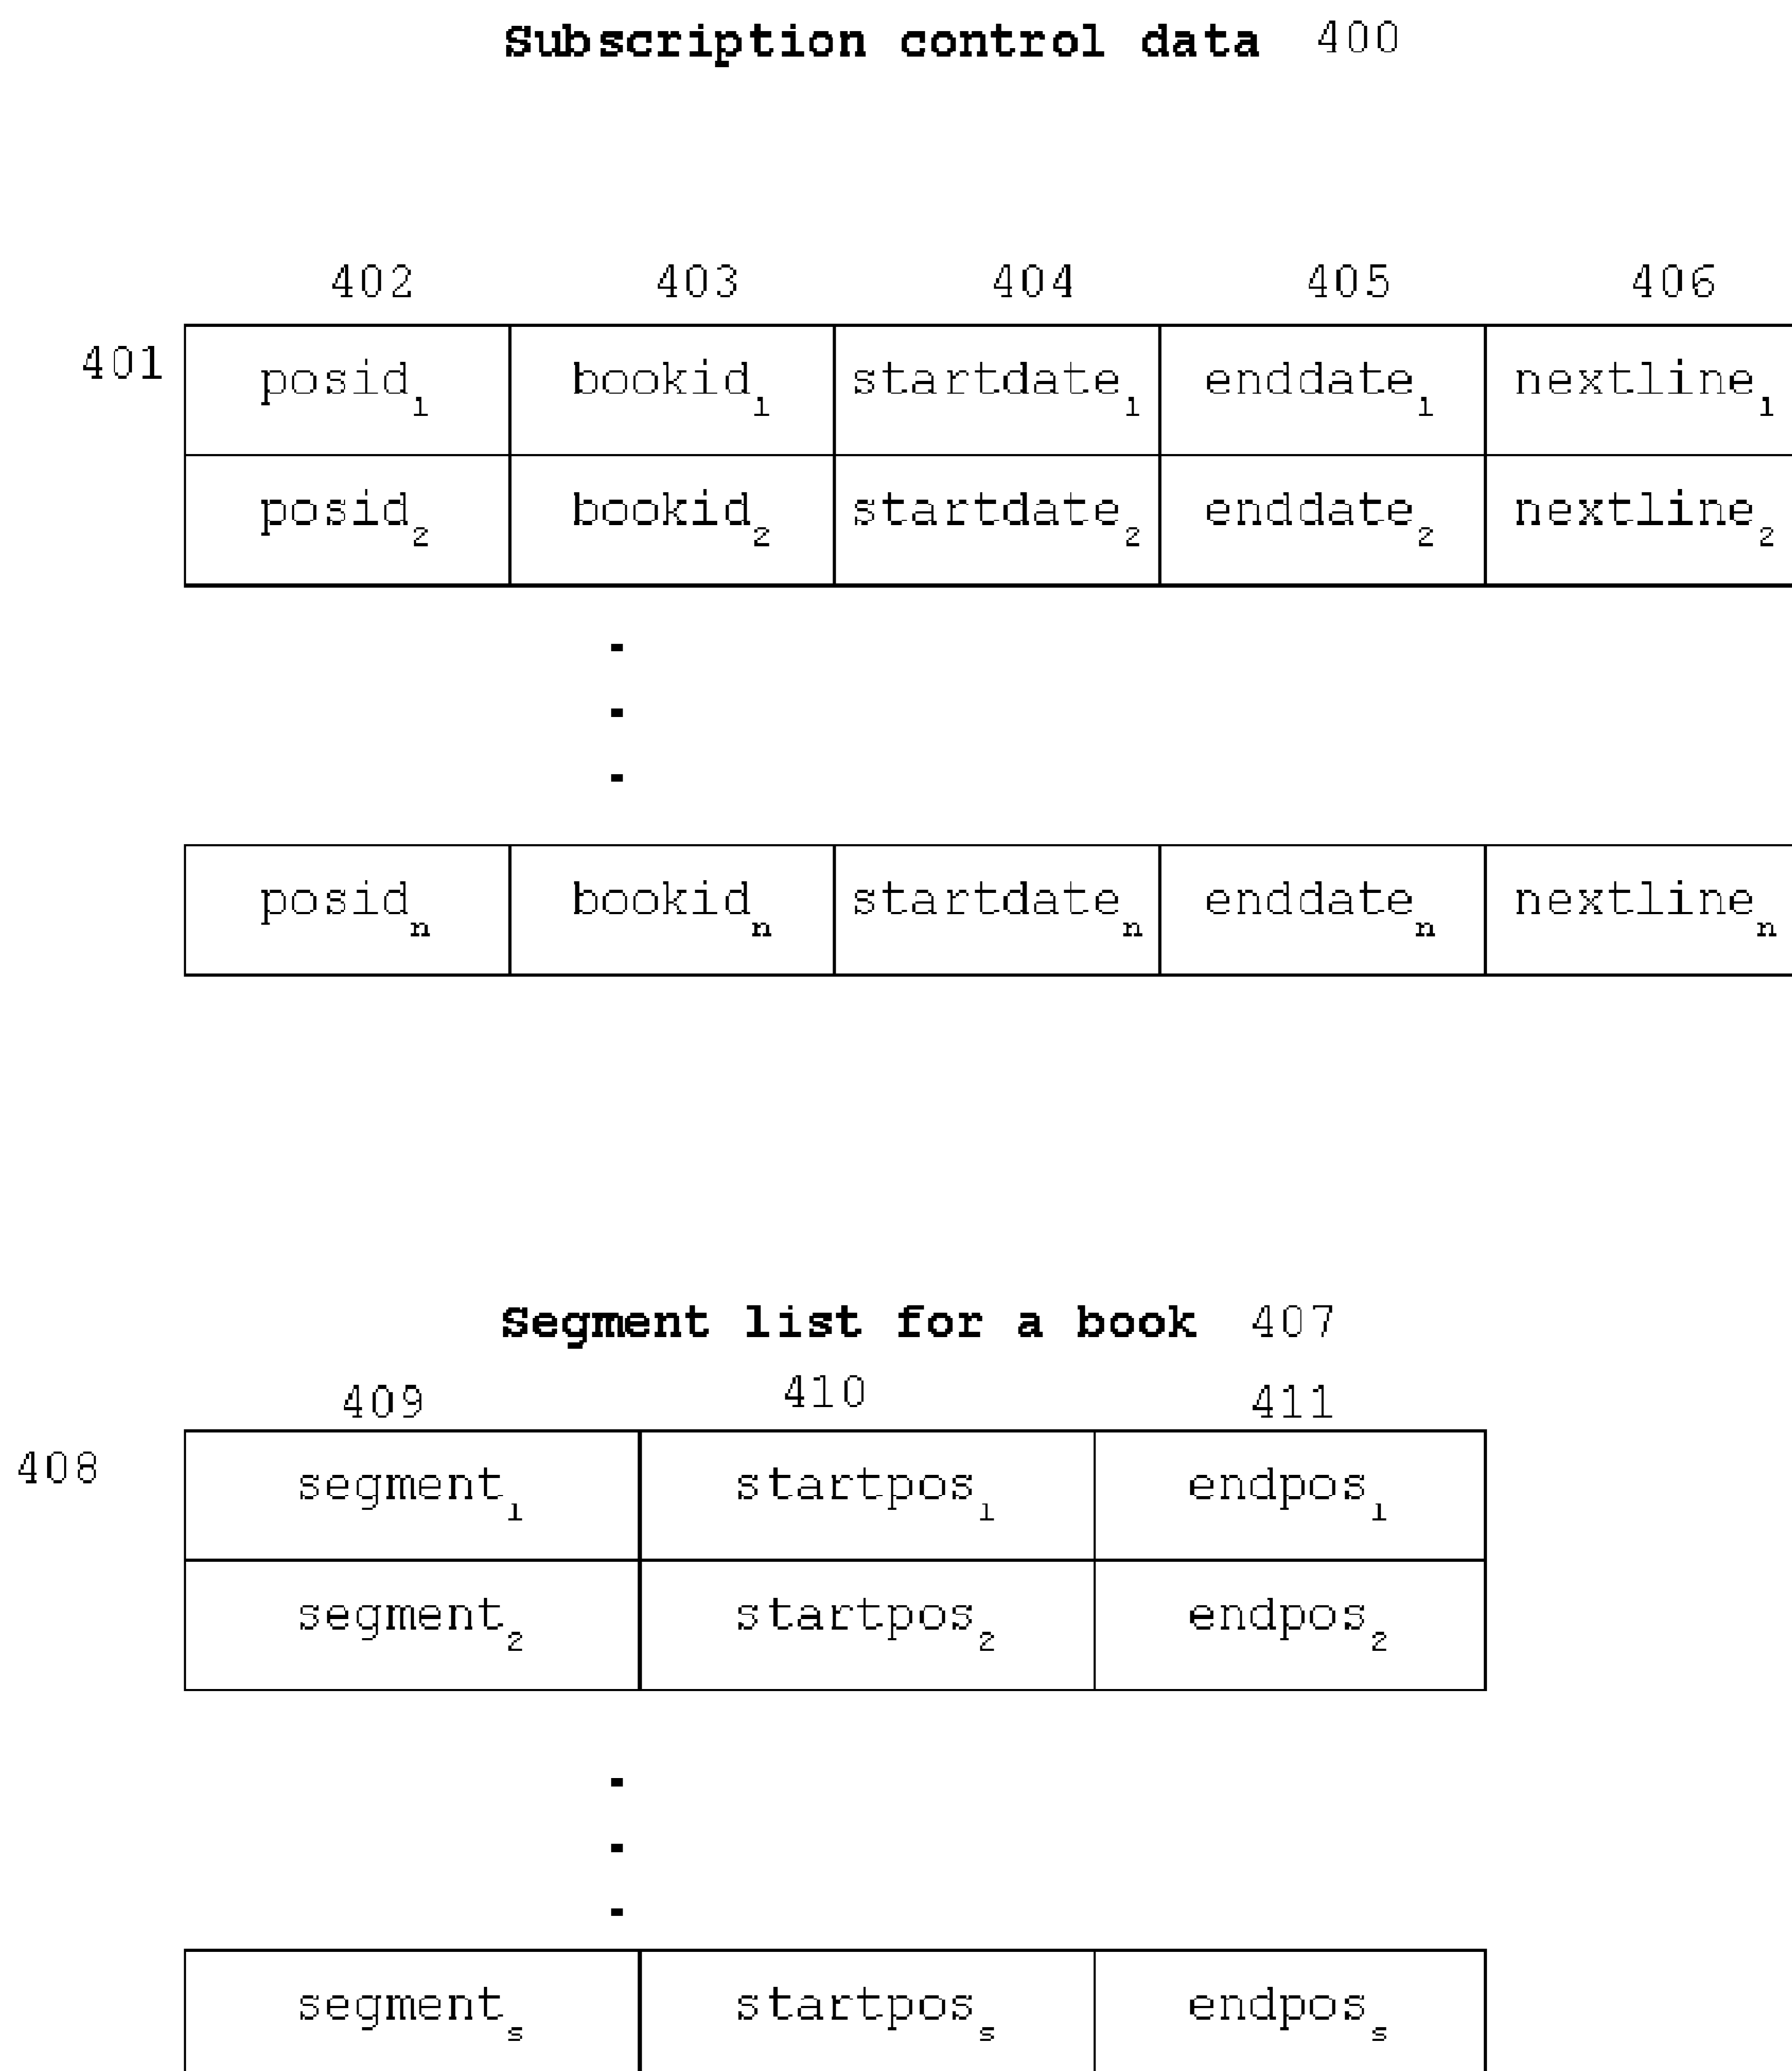 Subscription control data 400
402 403 404 405 406
401 posid1 bookid1 startdate1 enddate1 nextline1
posid2 bookid2 startdate2 enddate2 nextline2
.
.
.
posidn bookidn startdaten enddaten nextlinen
Segment list for a book 407
409 410 411
408 segment1 startpos1 endpos1
segment2 startpos2 endpos2
.
.
.
segments startposs endposs